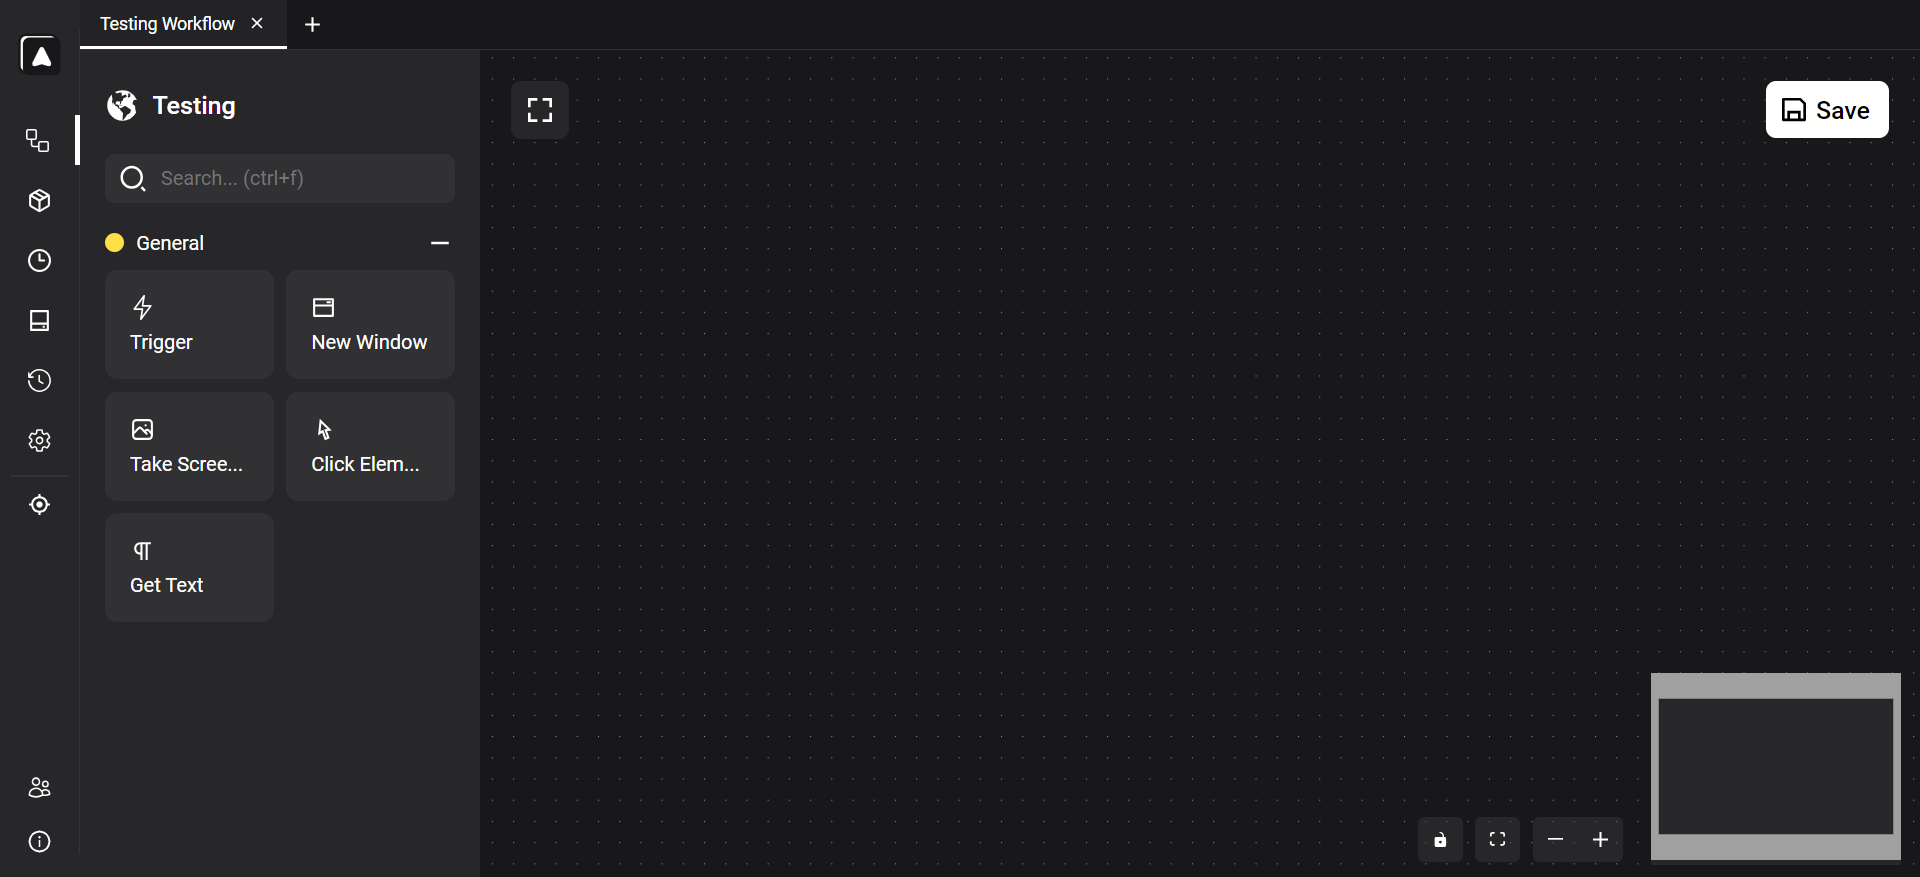 Testing Workflow
Testing
Search... (ctrl+f)
General
Trigger
New Window
Take Scree...
Click Elem...
Get Text
Save